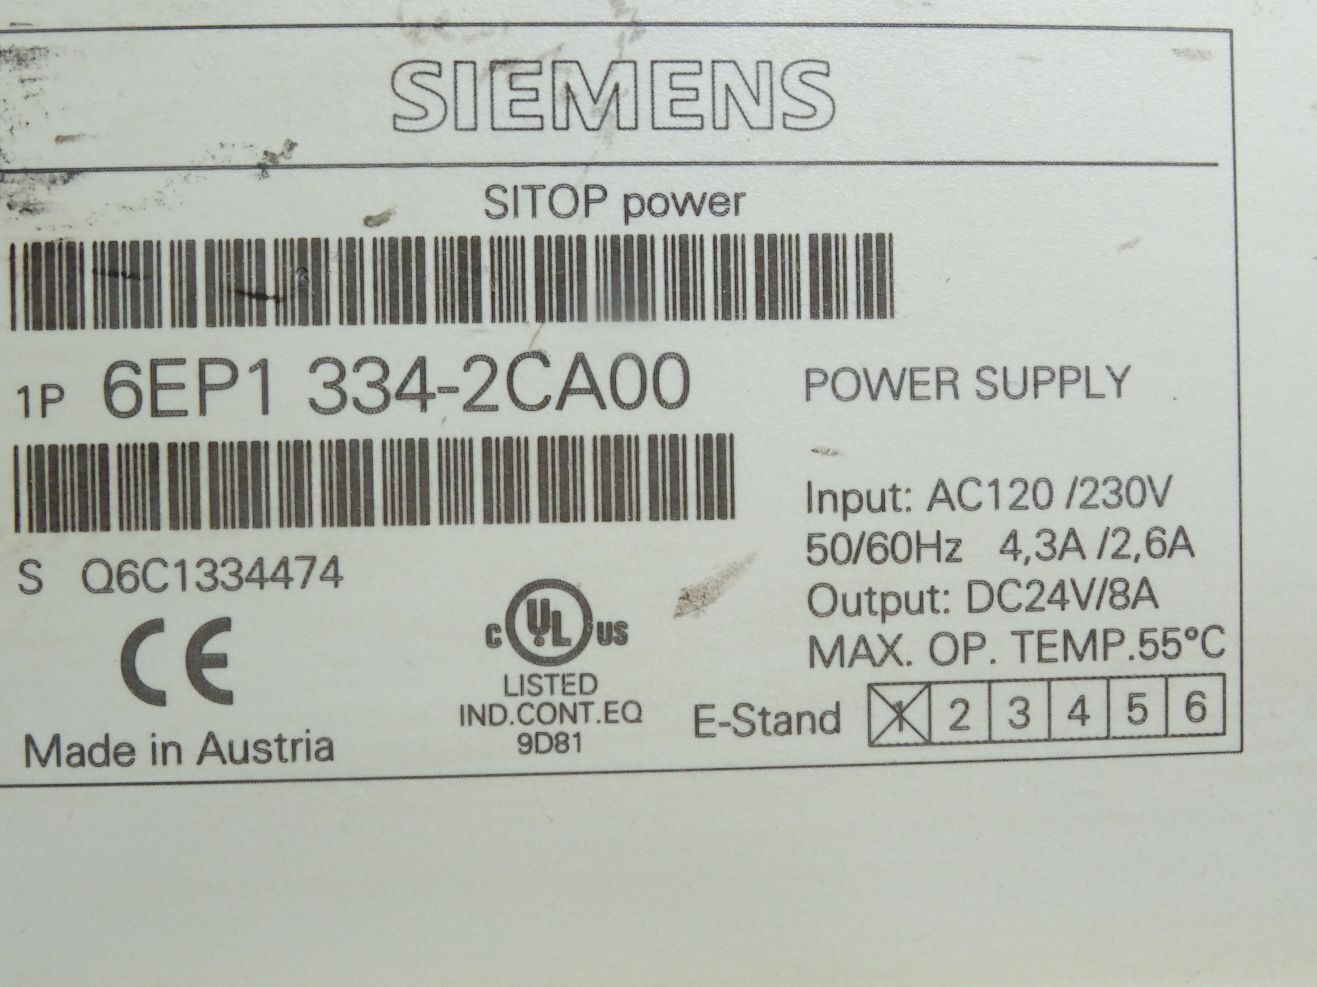 SIEMENS
SITOP power
1P 6EP1 334-2CA00
POWER SUPPLY
S Q6C1334474
Input: AC120 /230V
50/60Hz 4,3A /2,6A
Output: DC24V/8A
MAX. OP. TEMP.55°C
CE
C UL US
LISTED
IND.CONT.EQ
9D81
E-Stand 1 2 3 4 5 6
Made in Austria